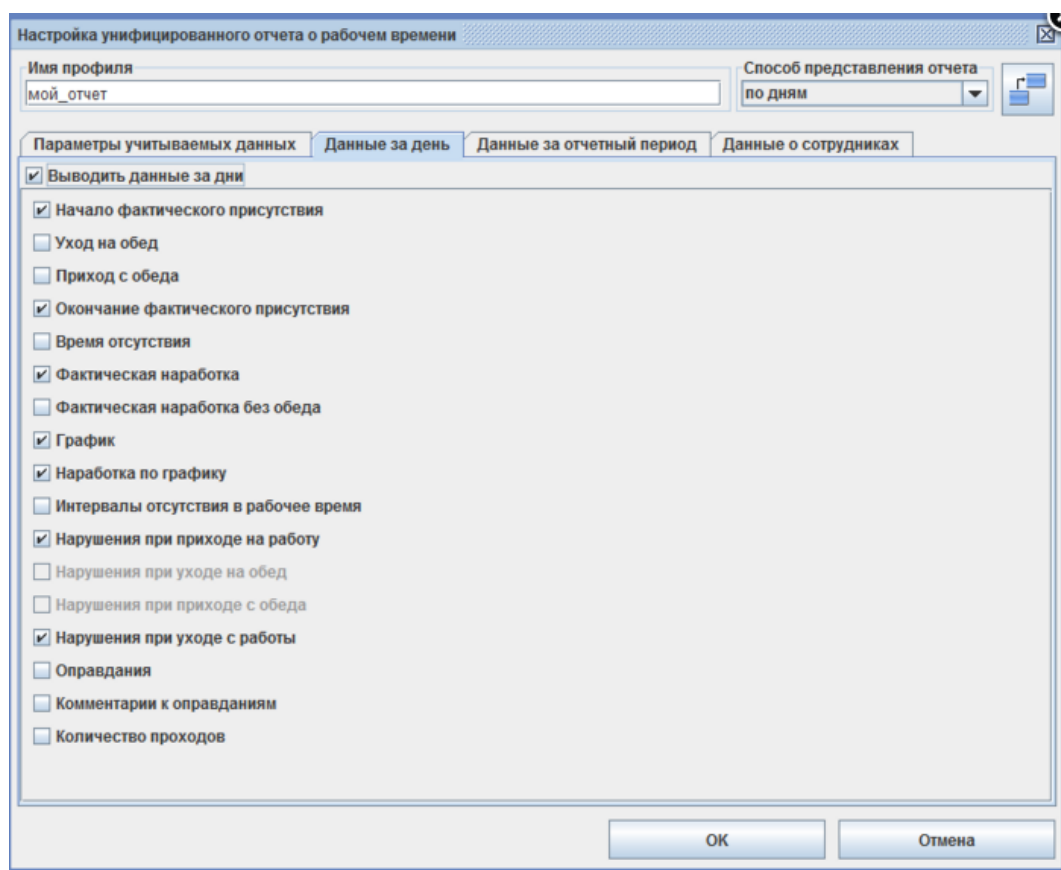 Настройка унифицированного отчета о рабочем времени
Имя профиля
Способ представления отчета
мой_отчет
по дням
Параметры учитываемых данных
Данные за день
Данные за отчетный период
Данные о сотрудниках
Выводить данные за дни
Начало фактического присутствия
Уход на обед
Приход с обеда
Окончание фактического присутствия
Время отсутствия
Фактическая наработка
Фактическая наработка без обеда
График
Наработка по графику
Интервалы отсутствия в рабочее время
Нарушения при приходе на работу
Нарушения при уходе на обед
Нарушения при приходе с обеда
Нарушения при уходе с работы
Оправдания
Комментарии к оправданиям
Количество проходов
ОК
Отмена